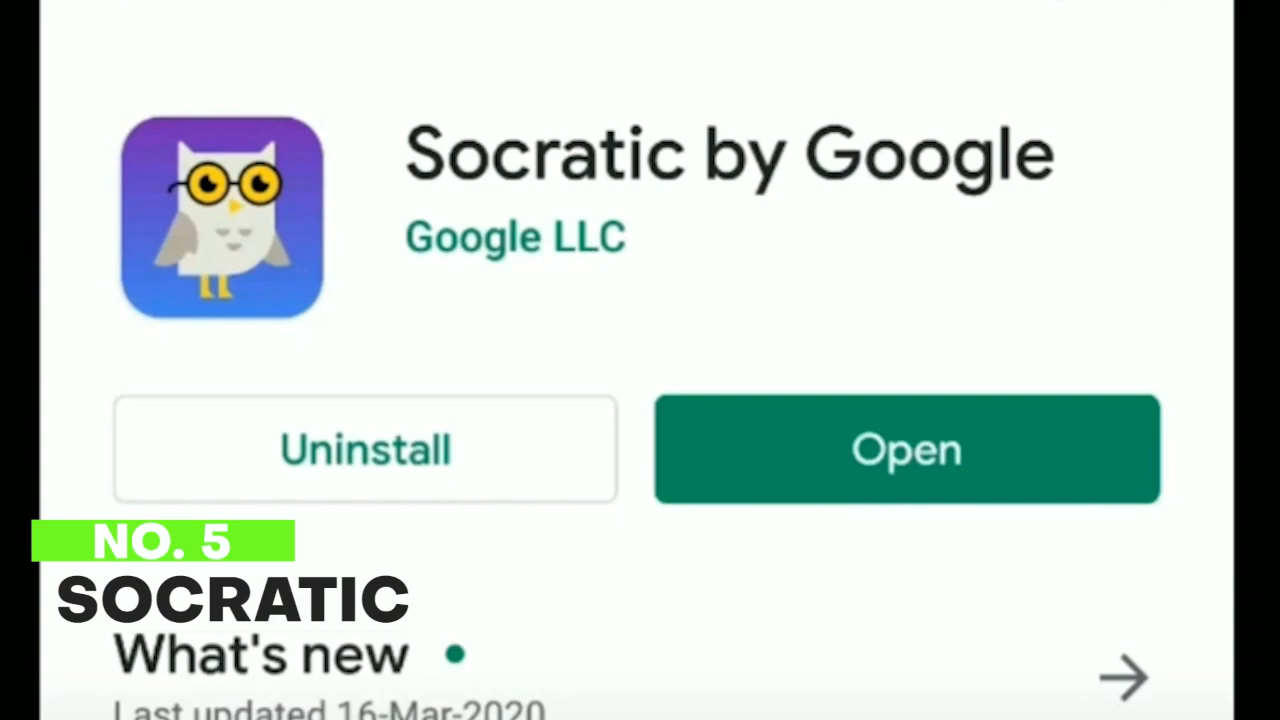 Socratic by Google
Google LLC
Uninstall
Open
NO. 5
SOCRATIC
What's new
Last updated 16-Mar-2020